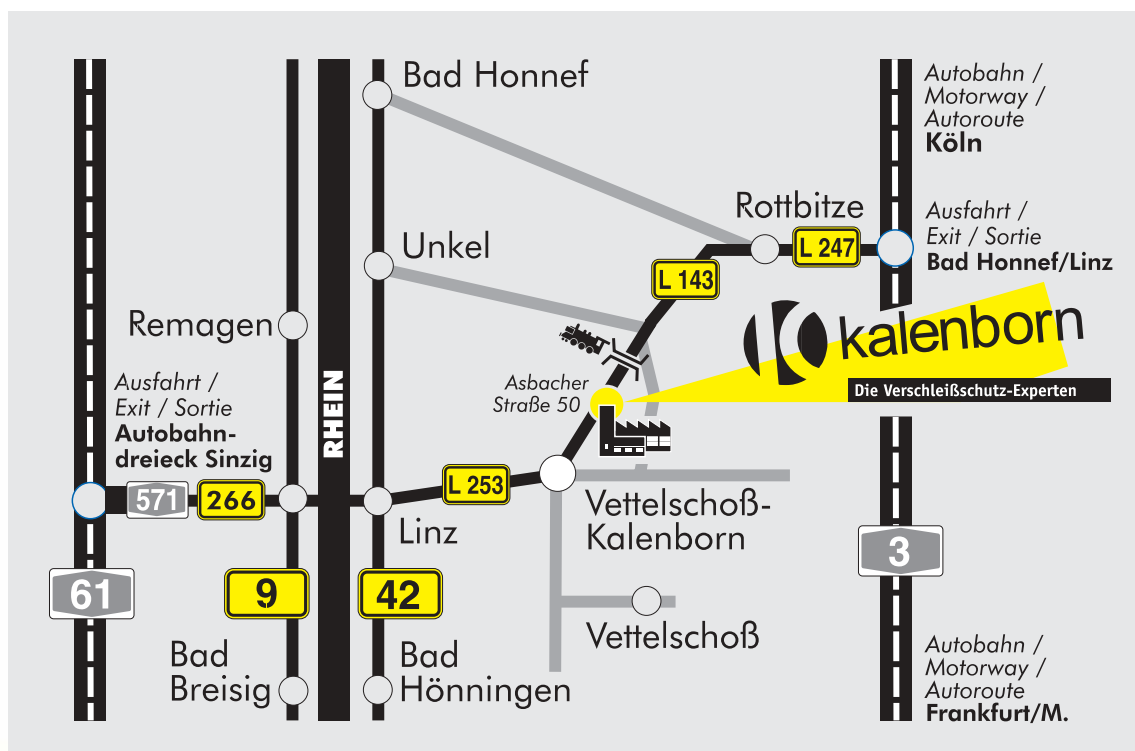 Bad Honnef
Autobahn /
Motorway /
Autoroute
Köln
Rottbitze
L 247
Ausfahrt /
Exit / Sortie
Bad Honnef/Linz
Unkel
L 143
Remagen
kalenborn
Die Verschleißschutz-Experten
Asbacher
Straße 50
Ausfahrt /
Exit / Sortie
Autobahn-
dreieck Sinzig
RHEIN
571
266
L 253
Linz
Vettelschoß-
Kalenborn
3
61
9
42
Vettelschoß
Bad
Breisig
Bad
Hönningen
Autobahn /
Motorway /
Autoroute
Frankfurt/M.